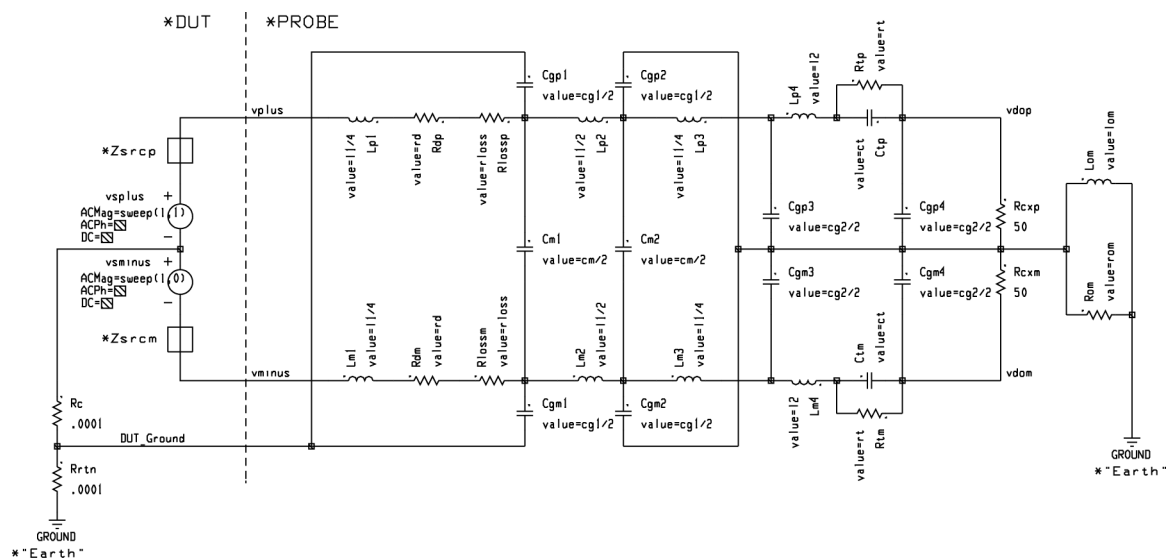 *DUT
*PROBE
vplus
*Zsrcp
vsplus
+
ACMag=sweep(1,1)
ACPh=
DC=
-
vsminus
+
ACMag=sweep(1,0)
ACPh=
DC=
-
*Zsrcm
vminus
Rc
.0001
DUT_Ground
Rrtn
.0001
GROUND
*"Earth"
value=l1/4
Lp1
value=rd
Rdp
value=rloss
Rlossp
Cgp1
value=cg1/2
value=l1/2
Lp2
Cgp2
value=cg1/2
value=l1/4
Lp3
Lp4
value=l2
Rtp
value=rt
value=ct
Ctp
vdop
Cm1
value=cm/2
Cm2
value=cm/2
Cgp3
value=cg2/2
Cgp4
value=cg2/2
Rcxp
50
Cgm3
value=cg2/2
Cgm4
value=cg2/2
Rcxm
50
Lom
value=lom
Rom
value=rom
Lm1
value=l1/4
Rdm
value=rd
Rlossm
value=rloss
Lm2
value=l1/2
Lm3
value=l1/4
Ctm
value=ct
vdom
Cgm1
value=cg1/2
Cgm2
value=cg1/2
value=l2
Lm4
value=rt
Rtm
GROUND
*"Earth"